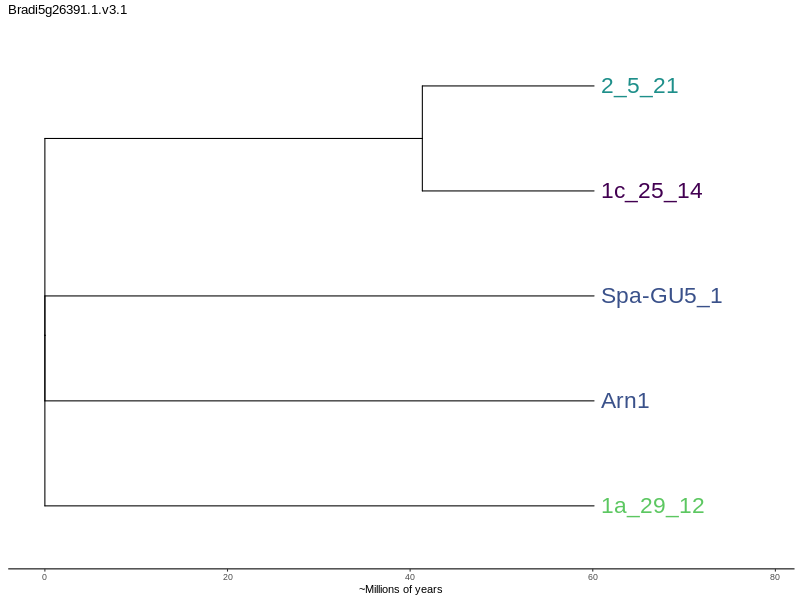 Bradi5g26391.1.v3.1
2_5_21
1c_25_14
Spa-GU5_1
Arn1
1a_29_12
0 20 40 60 80
~Millions of years